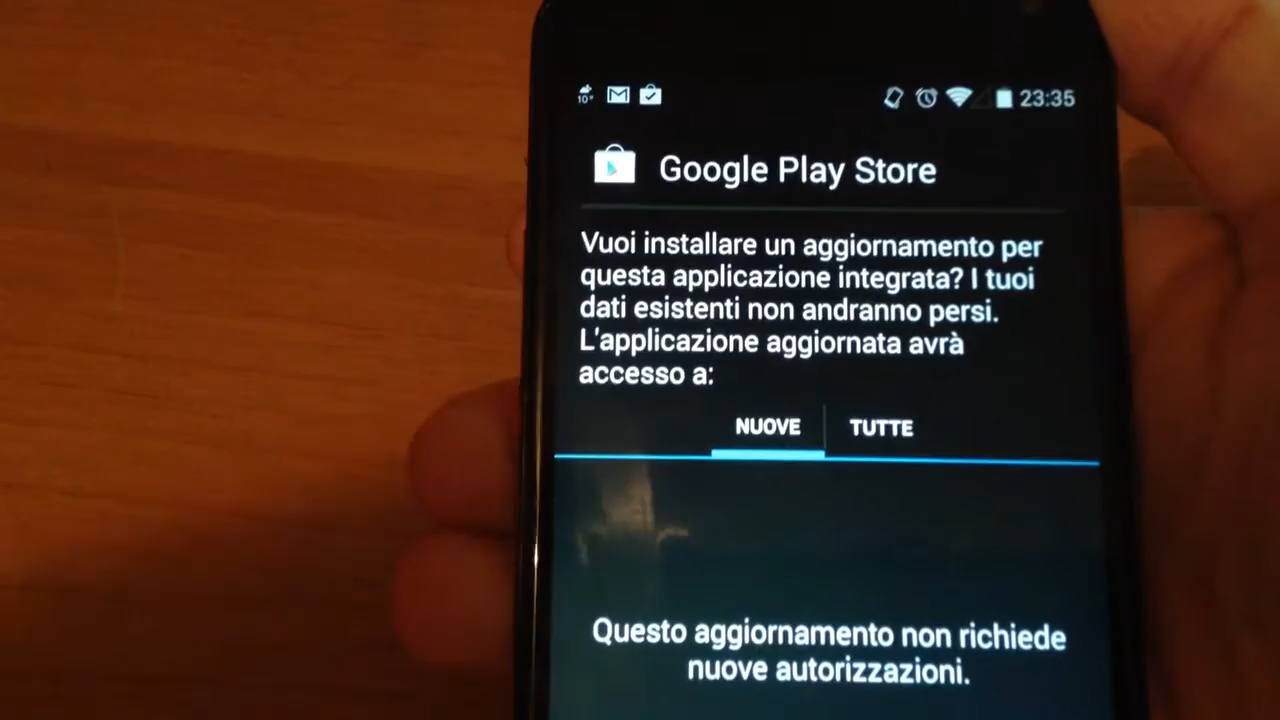 10° 23:35
Google Play Store
Vuoi installare un aggiornamento per
questa applicazione integrata? I tuoi
dati esistenti non andranno persi.
L'applicazione aggiornata avrà
accesso a:
NUOVE TUTTE
Questo aggiornamento non richiede
nuove autorizzazioni.